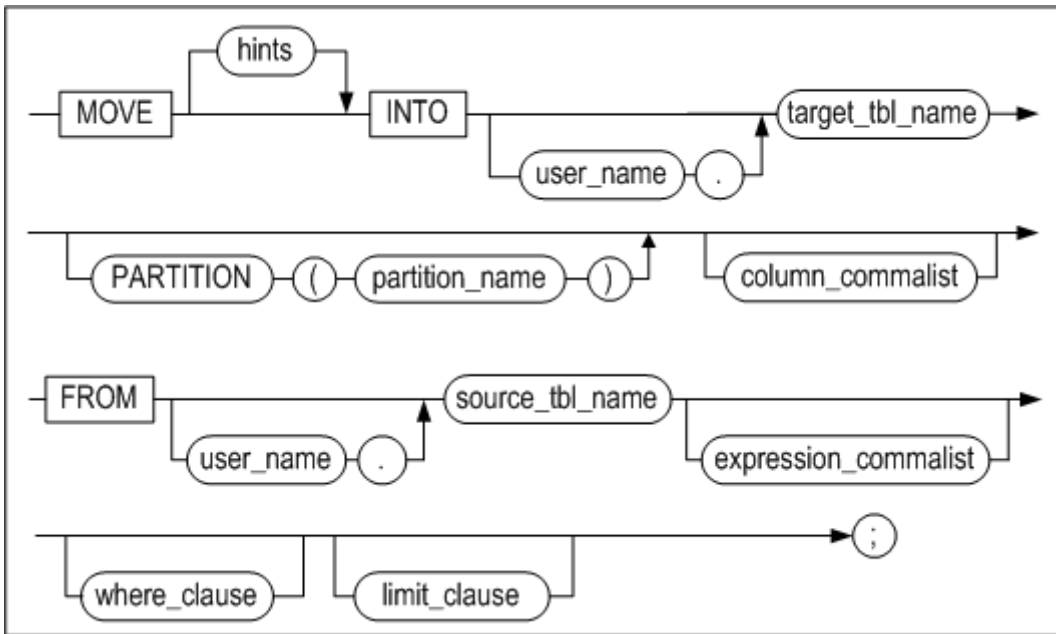 hints
MOVE INTO target_tbl_name
user_name .
PARTITION ( partition_name ) column_commalist
FROM source_tbl_name
user_name . expression_commalist
where_clause limit_clause ;